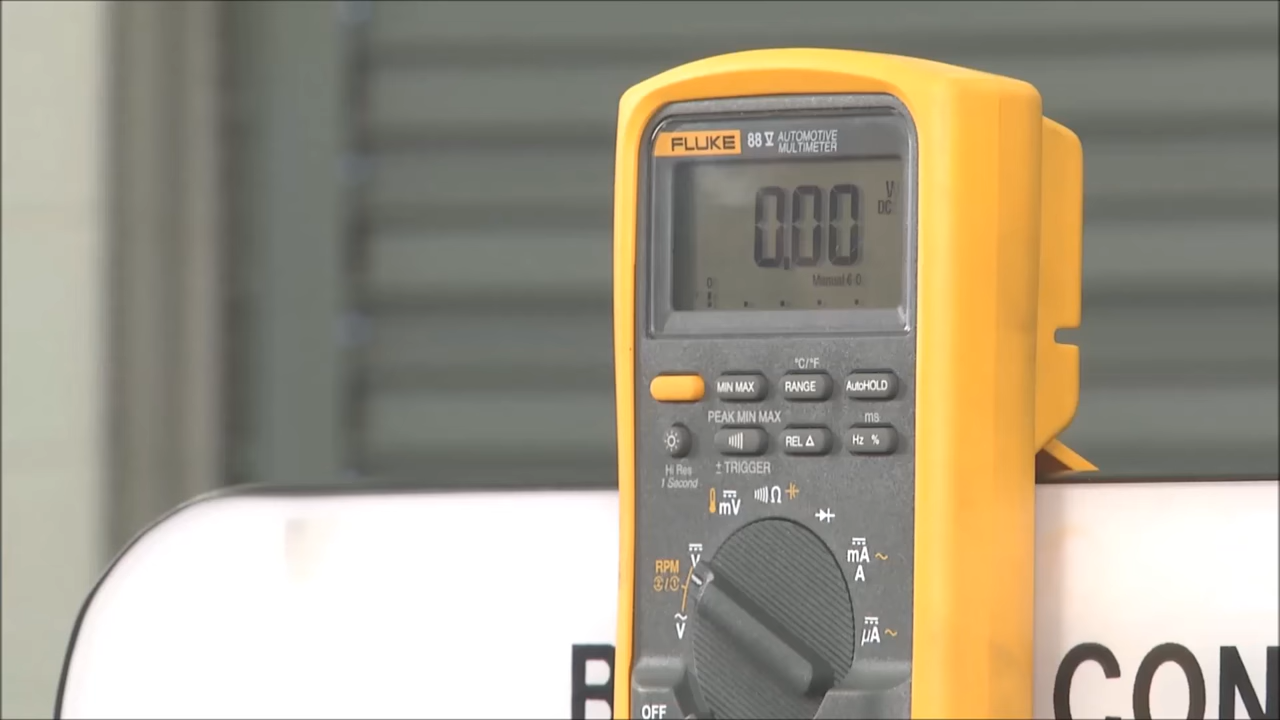 FLUKE 88 V AUTOMOTIVE MULTIMETER
0.00 V DC
0
°C/°F
MIN MAX RANGE AutoHOLD
PEAK MIN MAX ms
REL Δ Hz %
Hi Res
1 Second
± TRIGGER
mV Ω
V
RPM
mA
A
V
µA
OFF
B CON